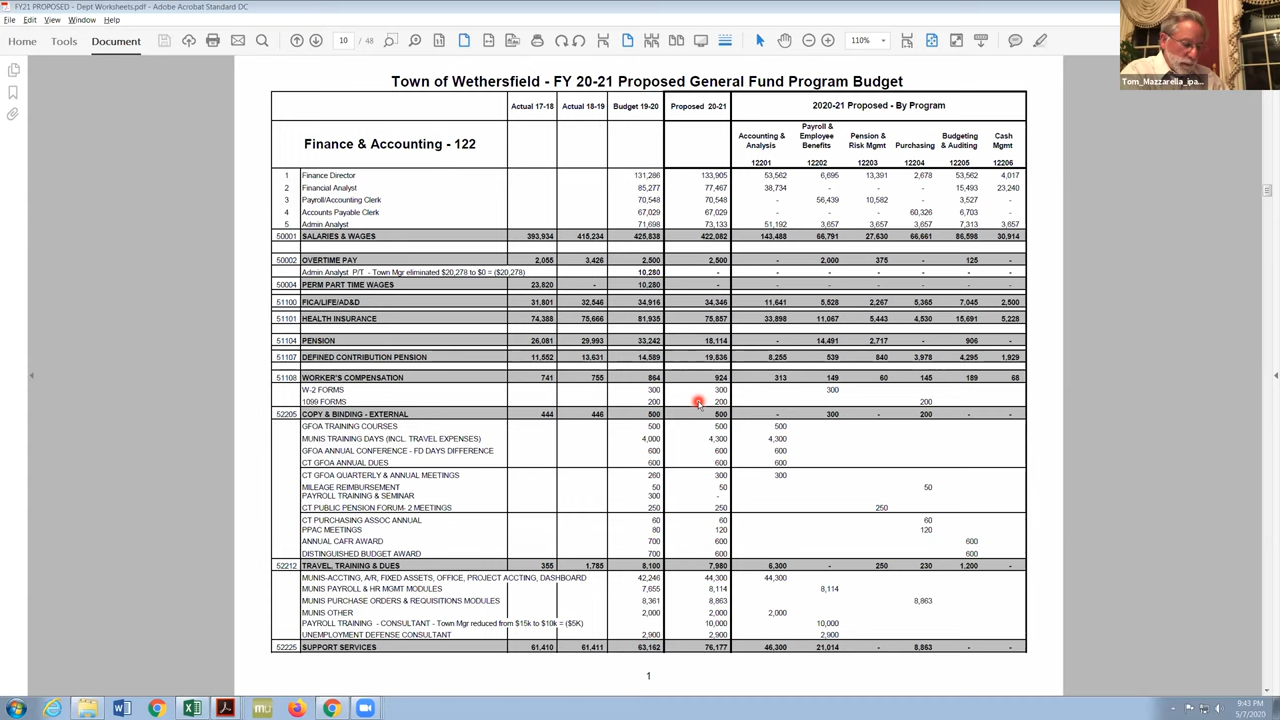 FY21 PROPOSED - Dept Worksheets.pdf - Adobe Acrobat Standard DC
File Edit View Window Help
Home Tools Document 10 / 48 110%
Tom_Mazzarella_ipa...
Town of Wethersfield - FY 20-21 Proposed General Fund Program Budget
Actual 17-18 Actual 18-19 Budget 19-20 Proposed 20-21 2020-21 Proposed - By Program
Finance & Accounting - 122
Accounting & Analysis Payroll & Employee Benefits Pension & Risk Mgmt Purchasing Budgeting & Auditing Cash Mgmt
12201 12202 12203 12204 12205 12206
1 Finance Director 131,286 133,905 53,562 6,695 13,391 2,678 53,562 4,017
2 Financial Analyst 85,277 77,467 38,734 - - - 15,493 23,240
3 Payroll/Accounting Clerk 70,548 70,548 - 56,439 10,582 - 3,527 -
4 Accounts Payable Clerk 67,029 67,029 - - - 60,326 6,703 -
5 Admin Analyst 71,698 73,133 51,192 3,657 3,657 3,657 7,313 3,657
50001 SALARIES & WAGES 393,934 415,234 425,838 422,082 143,488 66,791 27,630 66,661 86,598 30,914
50002 OVERTIME PAY 2,055 3,426 2,500 2,500 - 2,000 375 - 125 -
Admin Analyst P/T - Town Mgr eliminated $20,278 to $0 = ($20,278) 10,280 - - - - - - -
50004 PERM PART TIME WAGES 23,820 - 10,280 - - - - - - -
51100 FICA/LIFE/AD&D 31,801 32,546 34,916 34,346 11,641 5,528 2,267 5,365 7,045 2,500
51101 HEALTH INSURANCE 74,388 75,666 81,935 75,857 33,898 11,067 5,443 4,530 15,691 5,228
51104 PENSION 26,081 29,993 33,242 18,114 - 14,491 2,717 - 906 -
51107 DEFINED CONTRIBUTION PENSION 11,552 13,631 14,589 19,836 8,255 539 840 3,978 4,295 1,929
51108 WORKER'S COMPENSATION 741 755 864 924 313 149 60 145 189 68
W-2 FORMS 300 300 300
1099 FORMS 200 200 200
52205 COPY & BINDING - EXTERNAL 444 446 500 500 - 300 - 200 - -
GFOA TRAINING COURSES 500 500 500
MUNIS TRAINING DAYS (INCL. TRAVEL EXPENSES) 4,000 4,300 4,300
GFOA ANNUAL CONFERENCE - FD DAYS DIFFERENCE 600 600 600
CT GFOA ANNUAL DUES 600 600 600
CT GFOA QUARTERLY & ANNUAL MEETINGS 260 300 300
MILEAGE REIMBURSEMENT 50 50 50
PAYROLL TRAINING & SEMINAR 300 -
CT PUBLIC PENSION FORUM- 2 MEETINGS 250 250 250
CT PURCHASING ASSOC ANNUAL 60 60 60
PPAC MEETINGS 80 120 120
ANNUAL CAFR AWARD 700 600 600
DISTINGUISHED BUDGET AWARD 700 600 600
52212 TRAVEL, TRAINING & DUES 355 1,785 8,100 7,980 6,300 - 250 230 1,200 -
MUNIS-ACCTING, A/R, FIXED ASSETS, OFFICE, PROJECT ACCTING, DASHBOARD 42,246 44,300 44,300
MUNIS PAYROLL & HR MGMT MODULES 7,655 8,114 8,114
MUNIS PURCHASE ORDERS & REQUISITIONS MODULES 8,361 8,863 8,863
MUNIS OTHER 2,000 2,000 2,000
PAYROLL TRAINING - CONSULTANT - Town Mgr reduced from $15k to $10k = ($5K) 10,000 10,000
UNEMPLOYMENT DEFENSE CONSULTANT 2,900 2,900 2,900
52225 SUPPORT SERVICES 61,410 61,411 63,162 76,177 46,300 21,014 - 8,863 - -
1
9:43 PM
5/7/2020